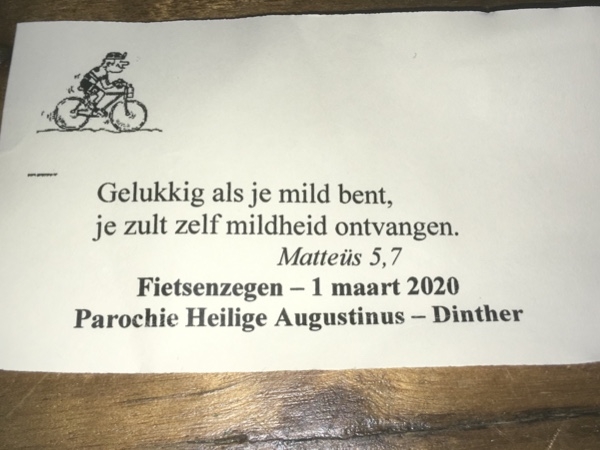 Gelukkig als je mild bent,
je zult zelf mildheid ontvangen.
Matteüs 5,7
Fietsenzegen – 1 maart 2020
Parochie Heilige Augustinus – Dinther